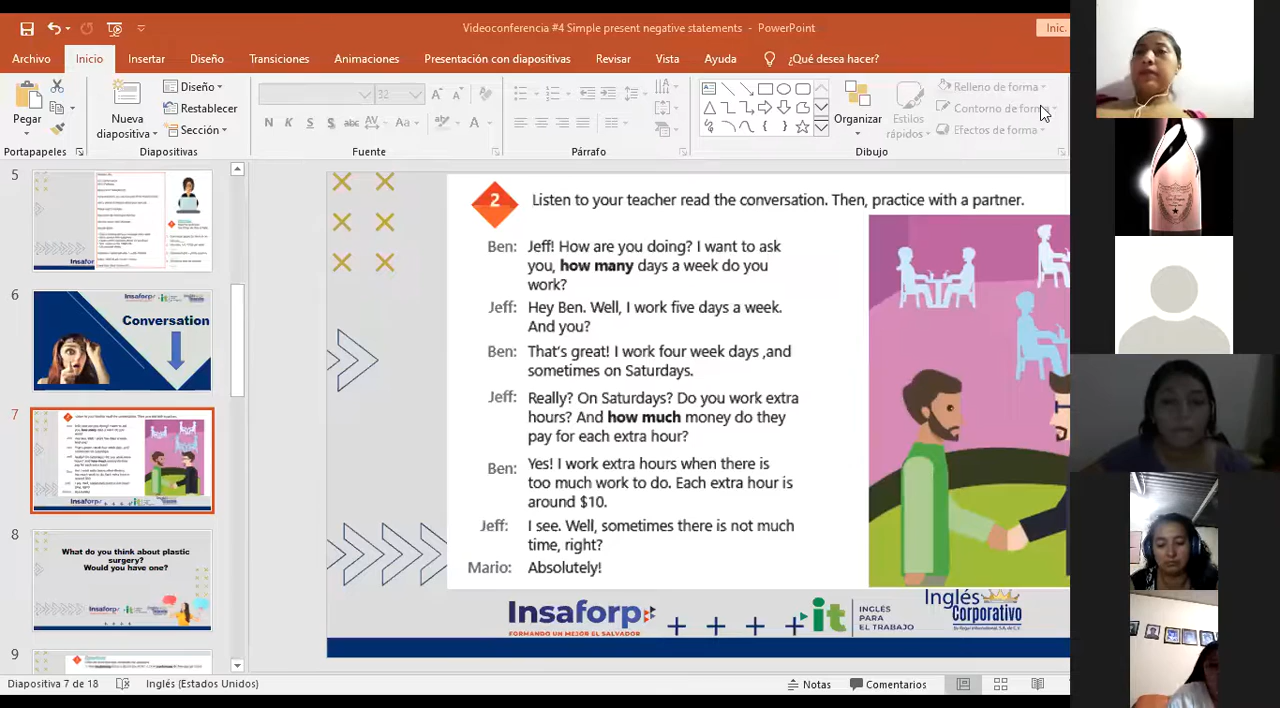 Videoconferencia #4 Simple present negative statements - PowerPoint
Inic.
Archivo
Inicio
Insertar
Diseño
Transiciones
Animaciones
Presentación con diapositivas
Revisar
Vista
Ayuda
¿Qué desea hacer?
Pegar
Nueva
diapositiva
Diseño
Restablecer
Sección
32
N K S S abc AV Aa
A A
Organizar
Estilos
rápidos
Relleno de forma
Contorno de forma
Efectos de forma
Portapapeles
Diapositivas
Fuente
Párrafo
Dibujo
5
Insafor
6
Insaforp
Conversation
7
2
Insaforp
8
What do you think about plastic
surgery?
Would you have one?
Insaforp
9
2
Listen to your teacher read the conversation. Then, practice with a partner.
Ben: Jeff! How are you doing? I want to ask
you, how many days a week do you
work?
Jeff: Hey Ben. Well, I work five days a week.
And you?
Ben: That's great! I work four week days ,and
sometimes on Saturdays.
Jeff: Really? On Saturdays? Do you work extra
hours? And how much money do they
pay for each extra hour?
Ben: Yes! I work extra hours when there is
too much work to do. Each extra hour is
around $10.
Jeff: I see. Well, sometimes there is not much
time, right?
Mario: Absolutely!
Insaforp
FORMANDO UN MEJOR EL SALVADOR
it
INGLÉS
PARA
EL TRABAJO
Inglés
Corporativo
Diapositiva 7 de 18
Inglés (Estados Unidos)
Notas
Comentarios